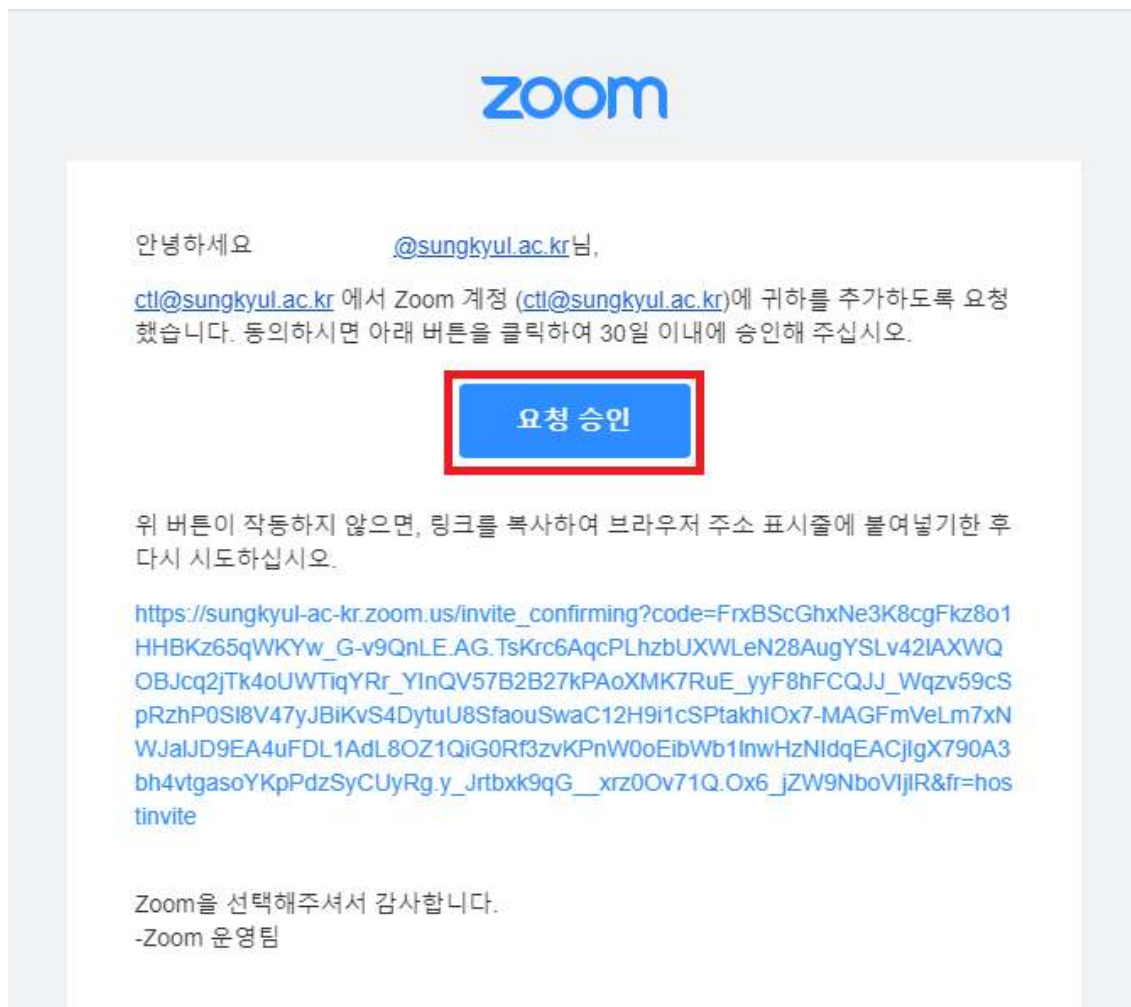 zoom
안녕하세요 @sungkyul.ac.kr님,
ctl@sungkyul.ac.kr 에서 Zoom 계정 (ctl@sungkyul.ac.kr)에 귀하를 추가하도록 요청
했습니다. 동의하시면 아래 버튼을 클릭하여 30일 이내에 승인해 주십시오.
요청 승인
위 버튼이 작동하지 않으면, 링크를 복사하여 브라우저 주소 표시줄에 붙여넣기한 후
다시 시도하십시오.
https://sungkyul-ac-kr.zoom.us/invite_confirming?code=FrxBScGhxNe3K8cgFkz8o1
HHBKz65qWKYw_G-v9QnLE.AG.TsKrc6AqcPLhzbUXWLeN28AugYSLv42lAXWQ
OBJcq2jTk4oUWTiqYRr_YInQV57B2B27kPAoXMK7RuE_yyF8hFCQJJ_Wqzv59cS
pRzhP0Sl8V47yJBiKvS4DytuU8SfaouSwaC12H9i1cSPtakhIOx7-MAGFmVeLm7xN
WJalJD9EA4uFDL1AdL8OZ1QiG0Rf3zvKPnW0oEibWb1InwHzNIdqEACjIgX790A3
bh4vtgasoYKpPdzSyCUyRg.y_Jrtbxk9qG__xrz0Ov71Q.Ox6_jZW9NboVIjlR&fr=hos
tinvite
Zoom을 선택해주셔서 감사합니다.
-Zoom 운영팀